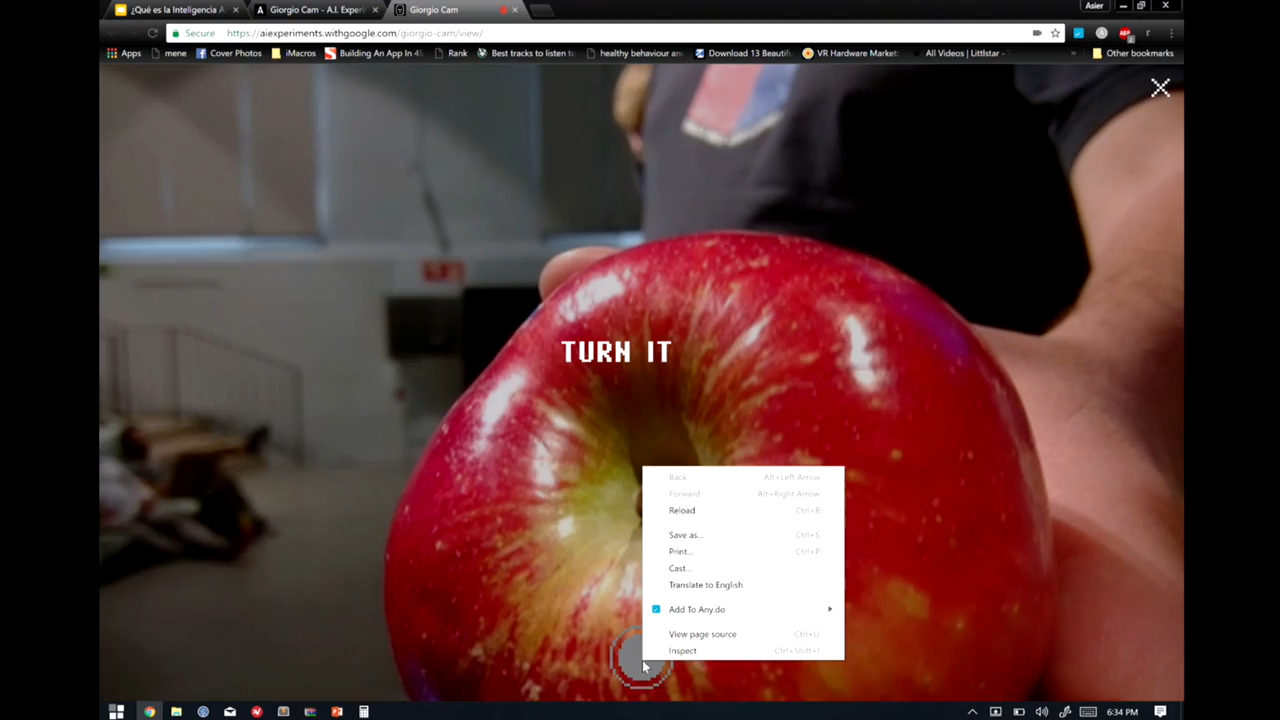 ¿Qué es la Inteligencia A
Giorgio Cam - A.I. Experi
Giorgio Cam
Asier
Secure
https://aiexperiments.withgoogle.com/giorgio-cam/view/
Apps
mene
Cover Photos
iMacros
Building An App In 45
Rank
Best tracks to listen to
healthy behaviour and
Download 13 Beautif
VR Hardware Market
All Videos | Littlstar -
»
Other bookmarks
TURN IT
Back Alt+Left Arrow
Forward Alt+Right Arrow
Reload Ctrl+R
Save as... Ctrl+S
Print... Ctrl+P
Cast...
Translate to English
Add To Any.do
View page source Ctrl+U
Inspect Ctrl+Shift+I
6:34 PM